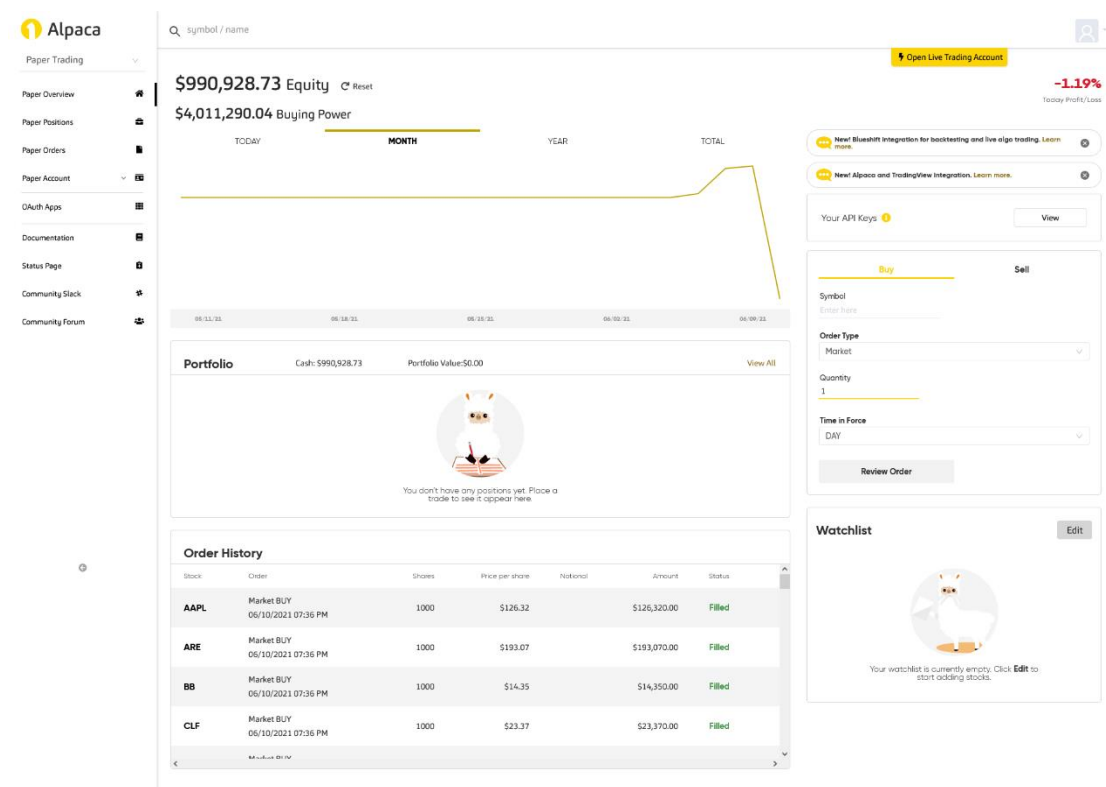 Alpaca
symbol / name
Paper Trading
Paper Overview
Paper Positions
Paper Orders
Paper Account
OAuth Apps
Documentation
Status Page
Community Slack
Community Forum
Open Live Trading Account
$990,928.73 Equity Reset
$4,011,290.04 Buying Power
-1.19%
Today Profit/Loss
TODAY MONTH YEAR TOTAL
05/11/21 05/18/21 05/25/21 06/02/21 06/09/21
New! Blueshift Integration for backtesting and live algo trading. Learn
more.
New! Alpaca and TradingView Integration. Learn more.
Your API Keys View
Buy Sell
Symbol
Enter here
Order Type
Market
Quantity
1
Time in Force
DAY
Review Order
Portfolio Cash: $990,928.73 Portfolio Value:$0.00 View All
You don't have any positions yet. Place a
trade to see it appear here.
Order History
Stock Order Shares Price per share Notional Amount Status
AAPL Market BUY 1000 $126.32 $126,320.00 Filled
06/10/2021 07:36 PM
ARE Market BUY 1000 $193.07 $193,070.00 Filled
06/10/2021 07:36 PM
BB Market BUY 1000 $14.35 $14,350.00 Filled
06/10/2021 07:36 PM
CLF Market BUY 1000 $23.37 $23,370.00 Filled
06/10/2021 07:36 PM
Market BUY
Watchlist Edit
Your watchlist is currently empty. Click Edit to
start adding stocks.